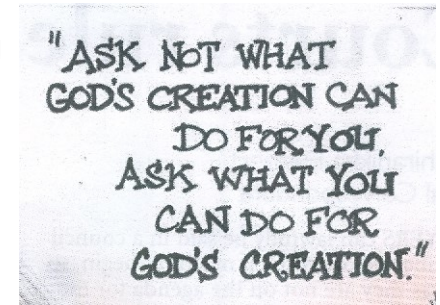 "ASK NOT WHAT
GOD'S CREATION CAN
DO FOR YOU,
ASK WHAT YOU
CAN DO FOR
GOD'S CREATION."